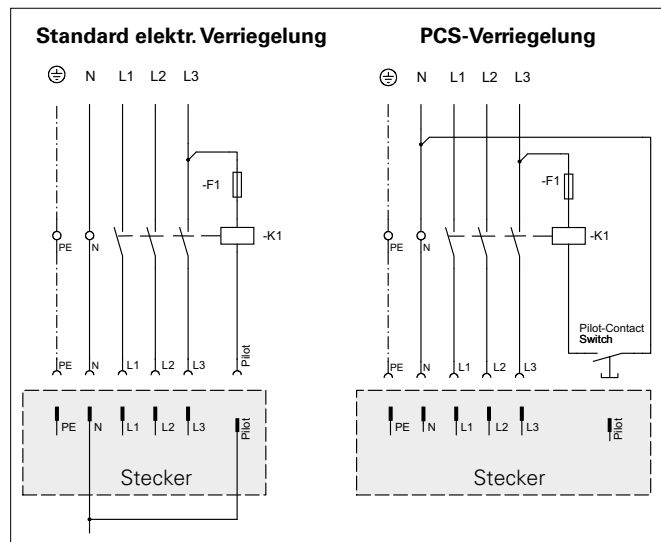 Standard elektr. Verriegelung
N L1 L2 L3
-F1
-K1
PE N
PE N L1 L2 L3 Pilot
PE N L1 L2 L3 Pilot
Stecker
PCS-Verriegelung
N L1 L2 L3
-F1
-K1
PE N
Pilot-Contact
Switch
PE N L1 L2 L3
PE N L1 L2 L3 Pilot
Stecker